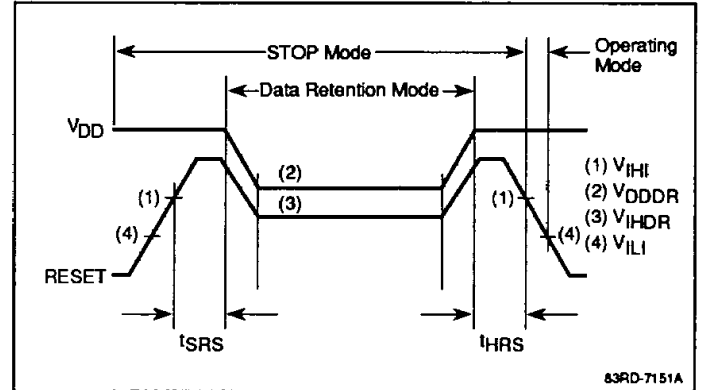 STOP Mode
Operating
Mode
Data Retention Mode
VDD
(2)
(1) VIHI
(1)
(1)
(2) VDDDR
(3)
(3) VIHDR
(4)
(4)
(4) VILI
RESET
tSRS
tHRS
83RD-7151A